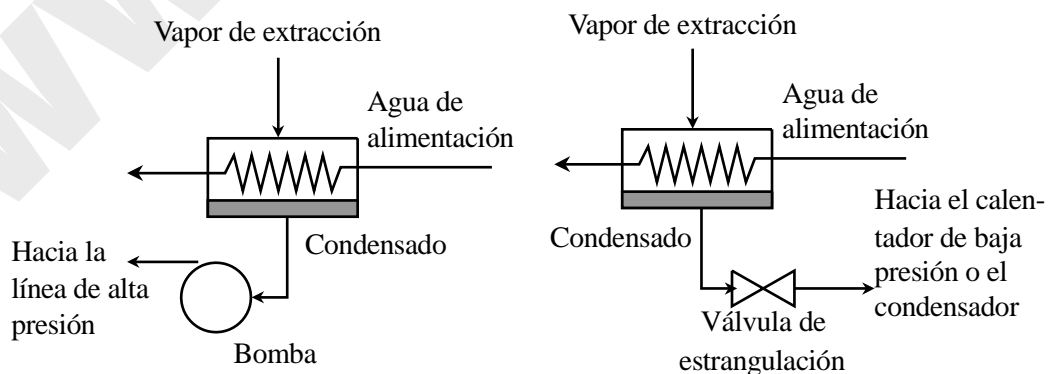 Vapor de extracción
Agua de
alimentación
Condensado
Hacia la
línea de alta
presión
Bomba
Vapor de extracción
Agua de
alimentación
Condensado
Hacia el calen-
tador de baja
presión o el
condensador
Válvula de
estrangulación